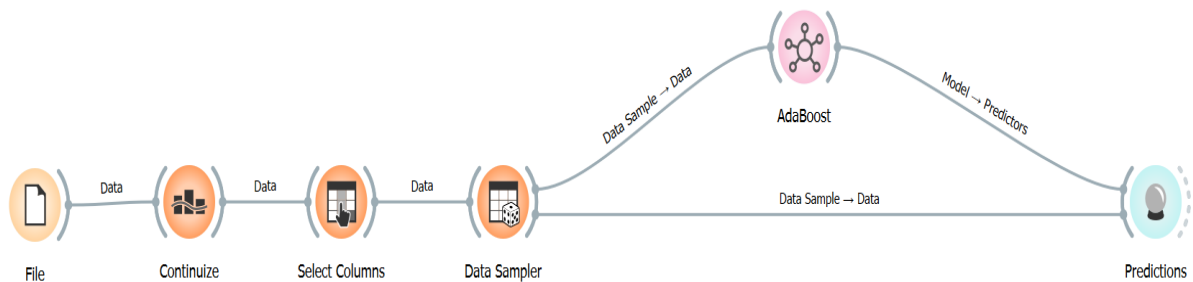 AdaBoost
Data Sample → Data
Model → Predictors
Data
Data
Data
Data Sample → Data
File
Continuize
Select Columns
Data Sampler
Predictions